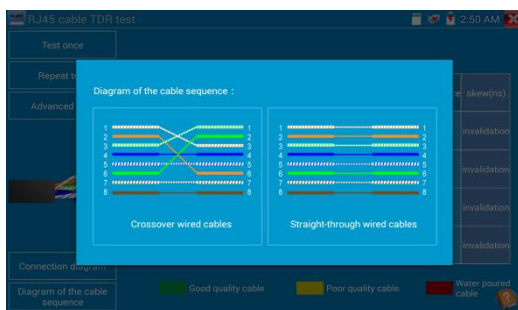 RJ45 cable TDR test
2:50 AM
Test once
Repeat t
Advanced
ce skew(ns)
invalidation
invalidation
invalidation
invalidation
Diagram of the cable sequence :
1 1
2 2
3 3
4 4
5 5
6 6
7 7
8 8
1 1
2 2
3 3
4 4
5 5
6 6
7 7
8 8
Crossover wired cables
Straight-through wired cables
Connection diagram
Diagram of the cable
sequence
Good quality cable
Poor quality cable
Water poured
cable